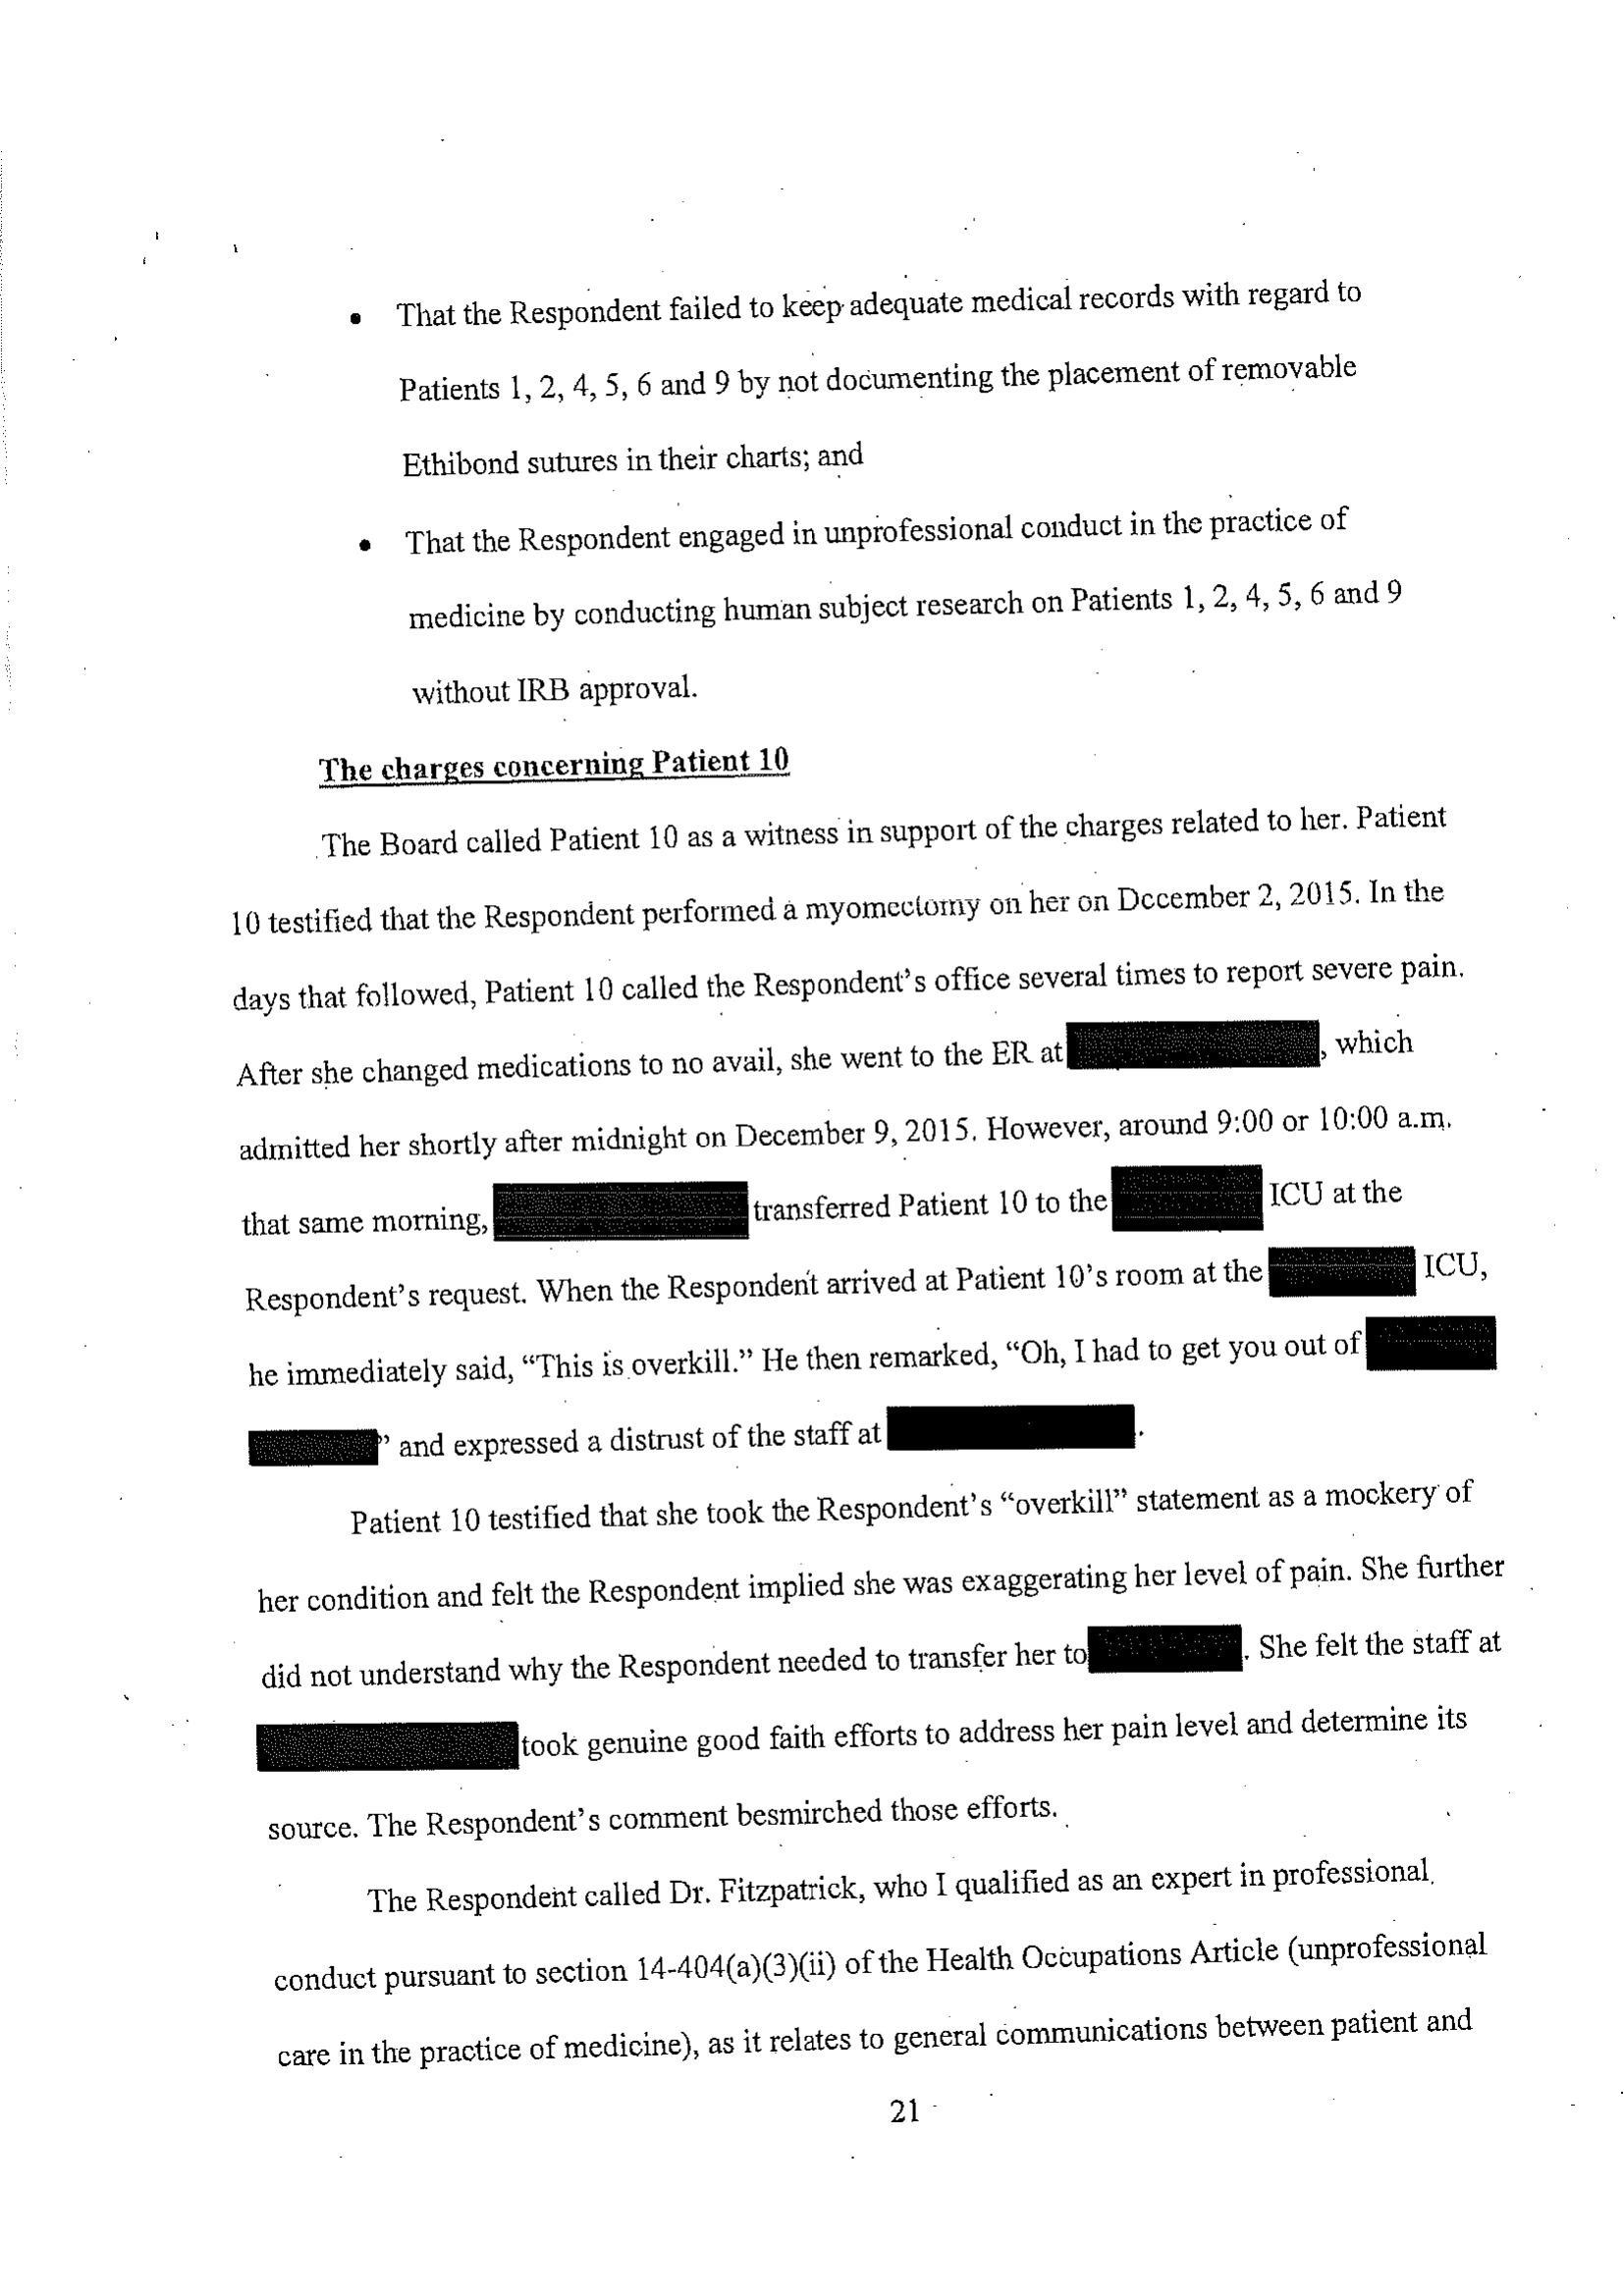 • That the Respondent failed to keep adequate medical records with regard to
Patients 1, 2, 4, 5, 6 and 9 by not documenting the placement of removable
Ethibond sutures in their charts; and
• That the Respondent engaged in unprofessional conduct in the practice of
medicine by conducting human subject research on Patients 1, 2, 4, 5, 6 and 9
without IRB approval.
The charges concerning Patient 10
The Board called Patient 10 as a witness in support of the charges related to her. Patient
10 testified that the Respondent performed a myomectomy on her on December 2, 2015. In the
days that followed, Patient 10 called the Respondent's office several times to report severe pain.
After she changed medications to no avail, she went to the ER at , which
admitted her shortly after midnight on December 9, 2015. However, around 9:00 or 10:00 a.m.
that same morning, transferred Patient 10 to the ICU at the
Respondent's request. When the Respondent arrived at Patient 10's room at the ICU,
he immediately said, “This is overkill.” He then remarked, “Oh, I had to get you out of
” and expressed a distrust of the staff at .
Patient 10 testified that she took the Respondent's “overkill” statement as a mockery of
her condition and felt the Respondent implied she was exaggerating her level of pain. She further
did not understand why the Respondent needed to transfer her to . She felt the staff at
took genuine good faith efforts to address her pain level and determine its
source. The Respondent's comment besmirched those efforts.
The Respondent called Dr. Fitzpatrick, who I qualified as an expert in professional
conduct pursuant to section 14-404(a)(3)(ii) of the Health Occupations Article (unprofessional
care in the practice of medicine), as it relates to general communications between patient and
21